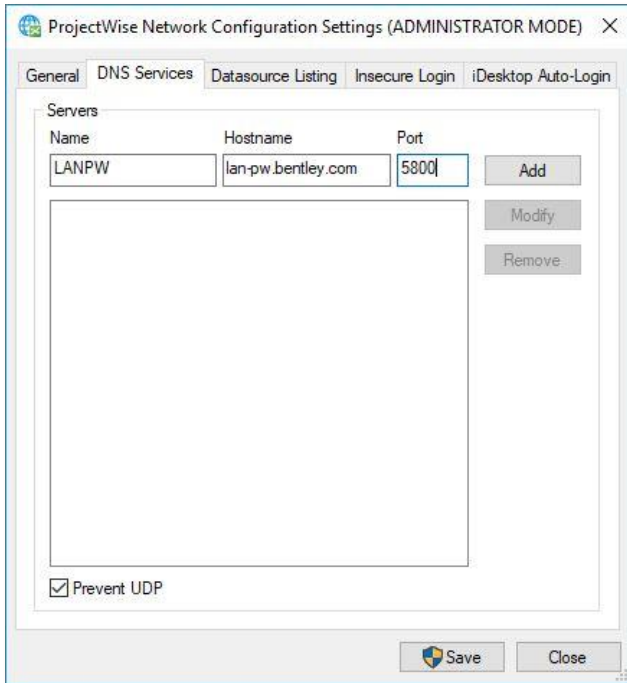 ProjectWise Network Configuration Settings (ADMINISTRATOR MODE)
General DNS Services Datasource Listing Insecure Login iDesktop Auto-Login
Servers
Name Hostname Port
LANPW lan-pw.bentley.com 5800 Add
Modify
Remove
Prevent UDP
Save Close